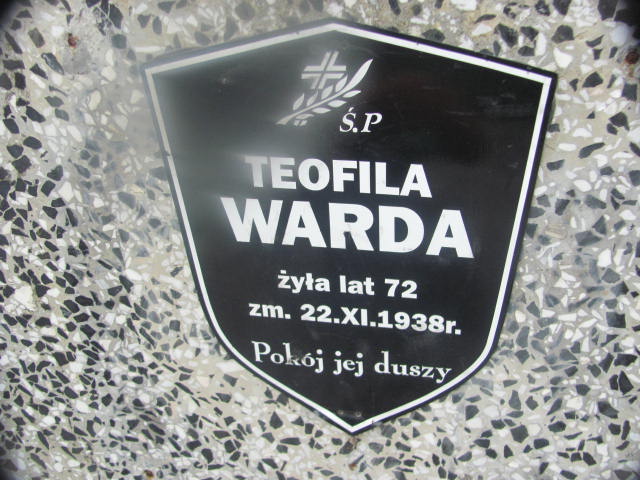 Ś.P
TEOFILA
WARDA
żyła lat 72
zm. 22.XI.1938r.
Pokój jej duszy